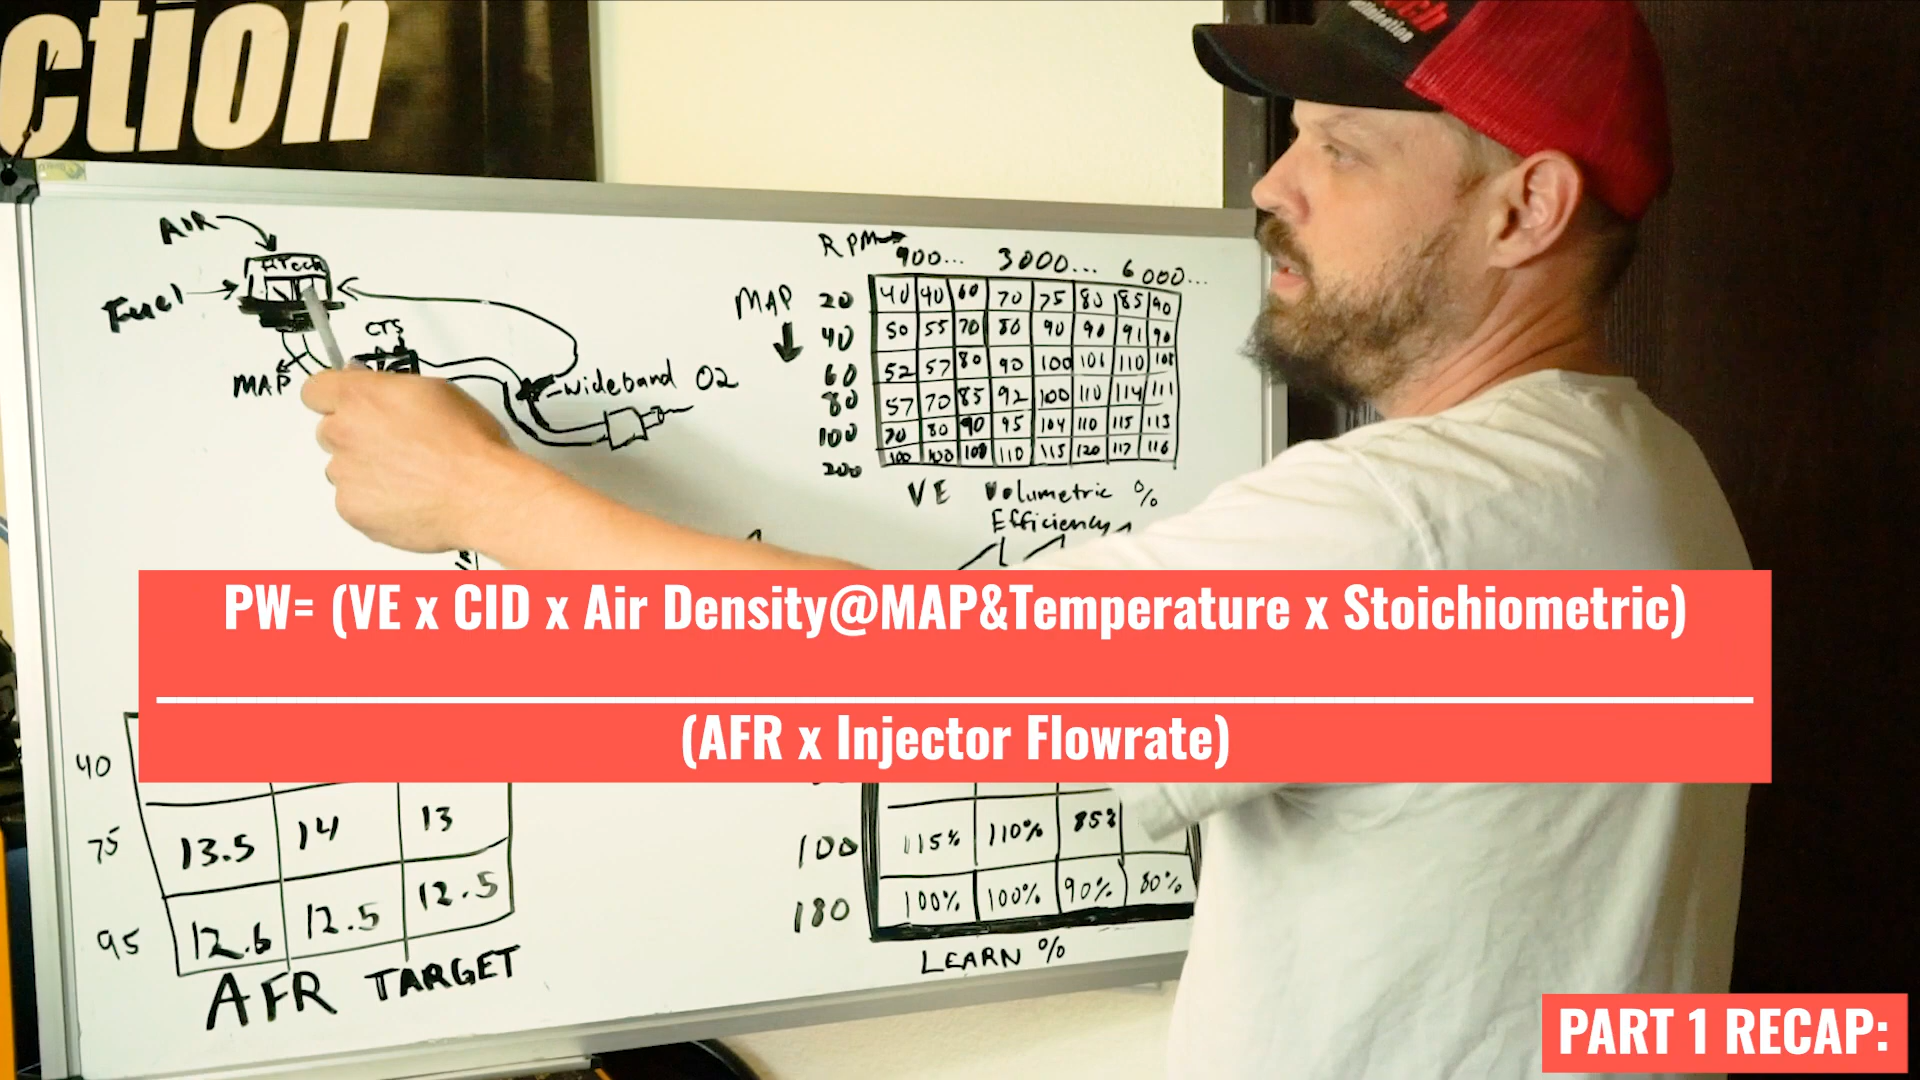 ction
AIR
HTech
Fuel
CTS
MAP
wideband O2
RPM
900... 3000... 6000...
MAP
20 40 40 60 70 75 80 85 90
40 50 55 70 80 90 90 91 90
60 52 57 80 90 100 106 110 108
80 57 70 85 92 100 110 114 111
100 70 80 90 95 104 110 115 113
200 100 100 100 110 115 120 117 116
VE Volumetric %
Efficiency
PW= (VE x CID x Air Density@MAP&Temperature x Stoichiometric)
(AFR x Injector Flowrate)
40
75 13.5 14 13
95 12.6 12.5 12.5
AFR TARGET
100 115% 110% 85%
180 100% 100% 90% 80%
LEARN %
PART 1 RECAP: